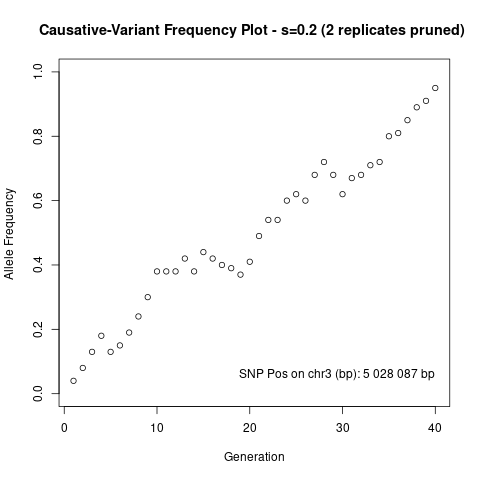 Causative-Variant Frequency Plot - s=0.2 (2 replicates pruned)
Allele Frequency
1.0
0.8
0.6
0.4
0.2
0.0
SNP Pos on chr3 (bp): 5 028 087 bp
0 10 20 30 40
Generation